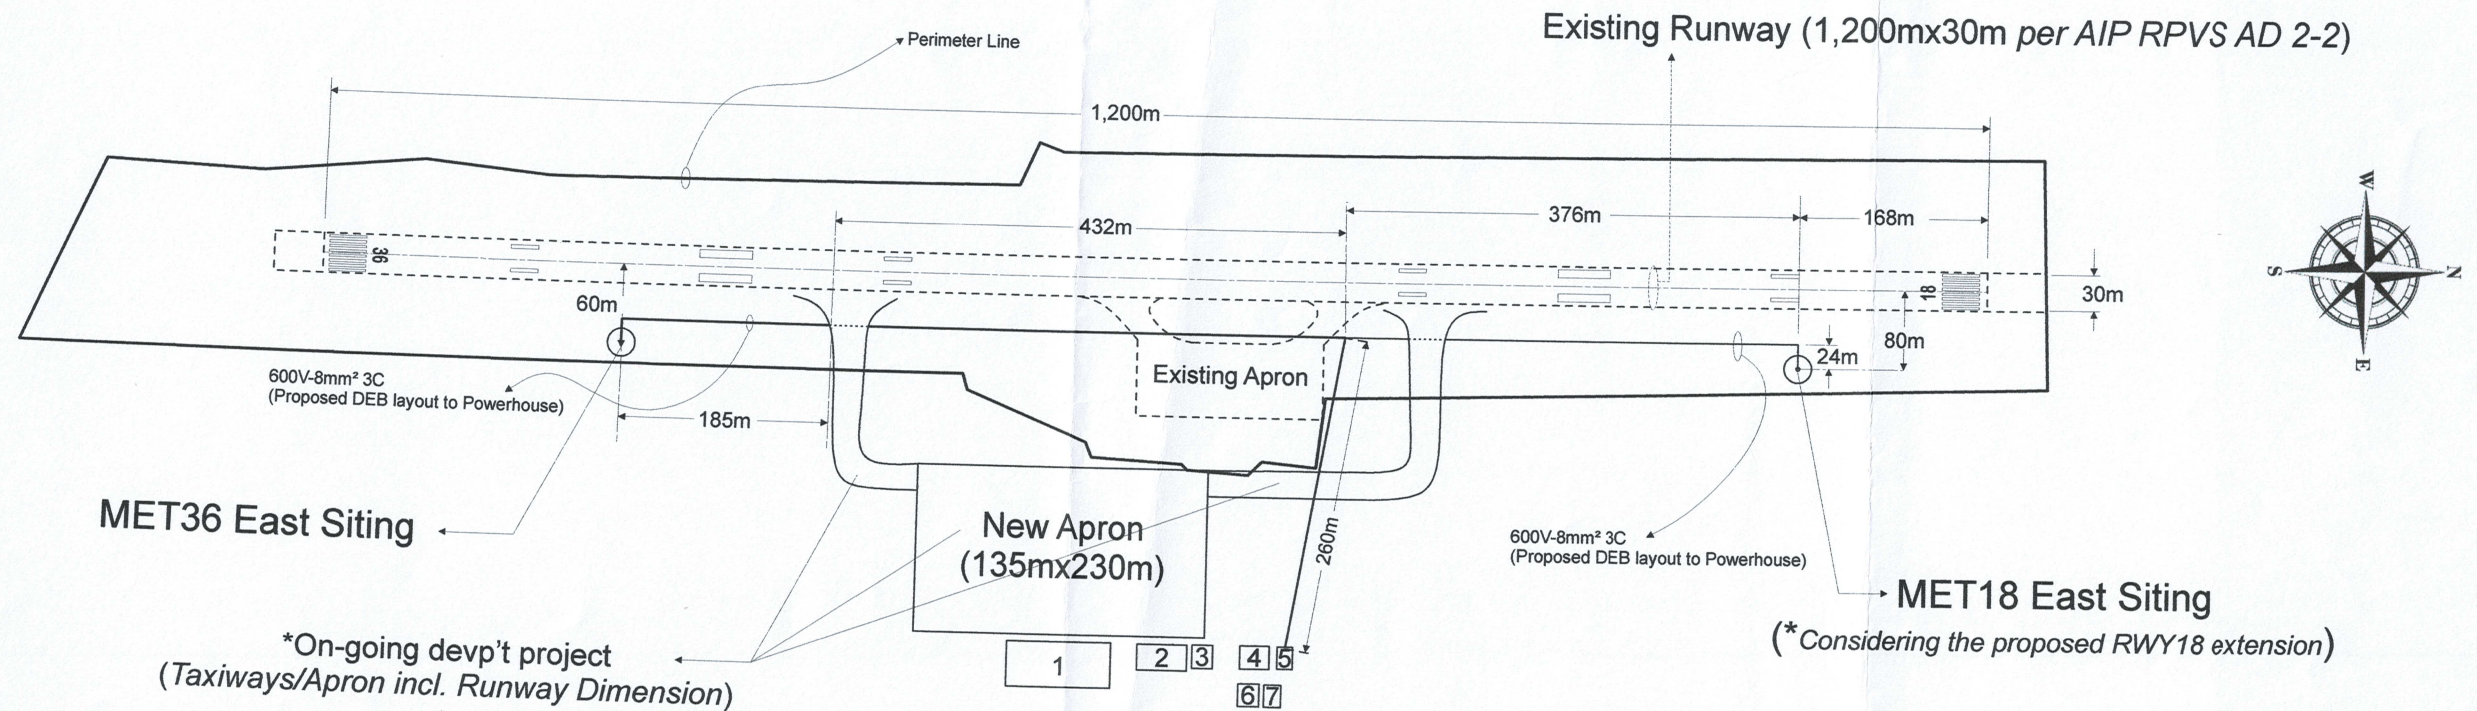 Existing Runway (1,200mx30m per AIP RPVS AD 2-2)
Perimeter Line
1,200m
W
N
S
E
432m
376m
168m
36
18
60m
30m
80m
24m
Existing Apron
600V-8mm² 3C
(Proposed DEB layout to Powerhouse)
185m
MET36 East Siting
New Apron
(135mx230m)
260m
600V-8mm² 3C
(Proposed DEB layout to Powerhouse)
MET18 East Siting
(*Considering the proposed RWY18 extension)
*On-going devp't project
(Taxiways/Apron incl. Runway Dimension)
1
2
3
4
5
6
7